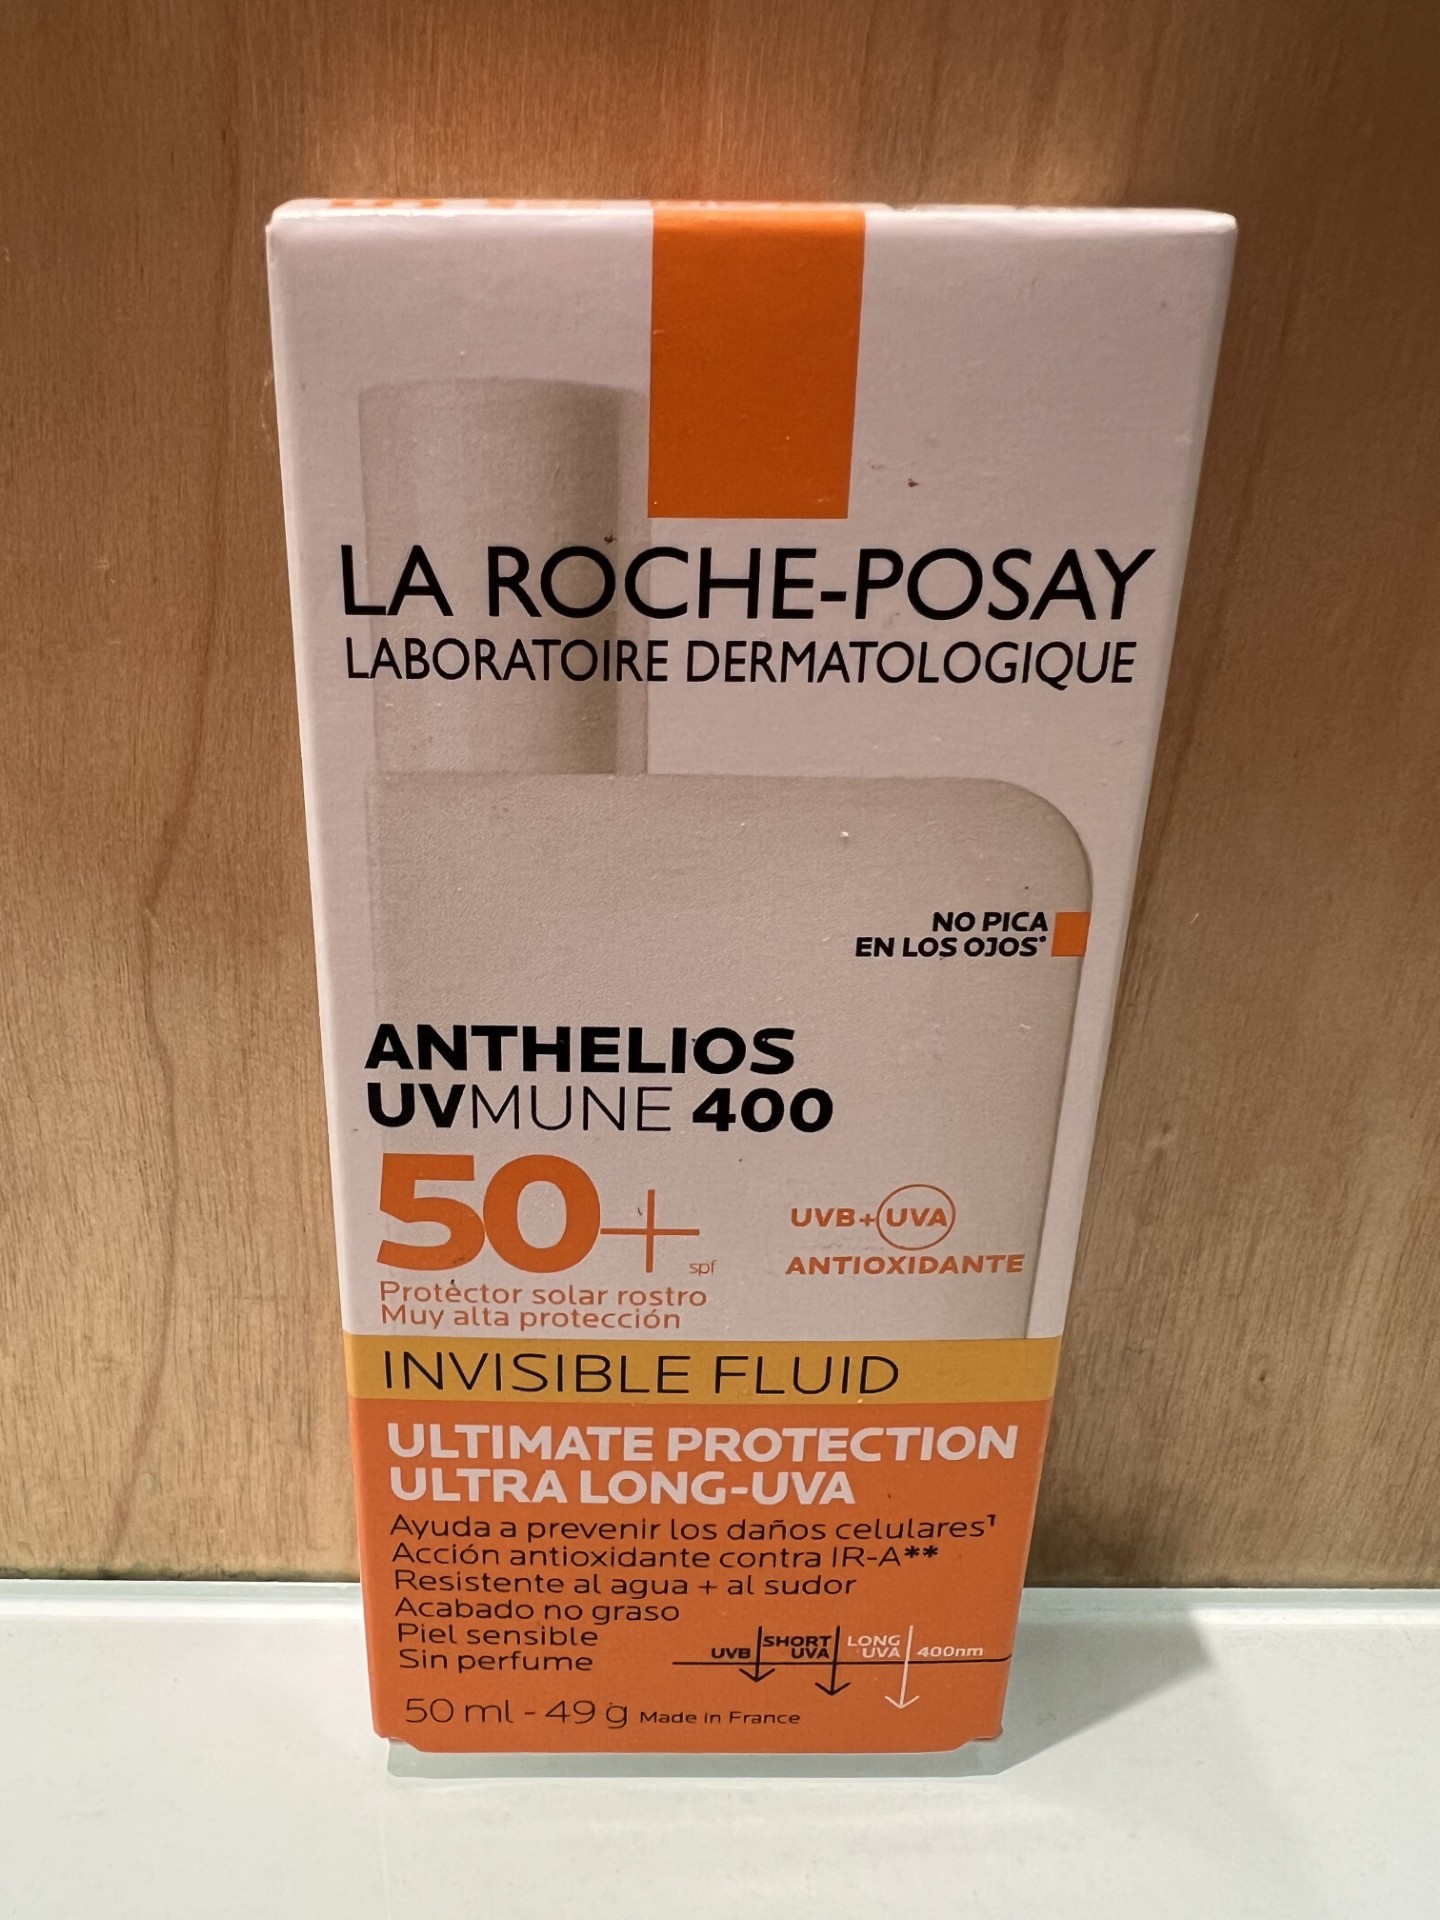 LA ROCHE-POSAY
LABORATOIRE DERMATOLOGIQUE
NO PICA
EN LOS OJOS*
ANTHELIOS
UVMUNE 400
50+ spf
UVB+UVA
ANTIOXIDANTE
Protector solar rostro
Muy alta protección
INVISIBLE FLUID
ULTIMATE PROTECTION
ULTRA LONG-UVA
Ayuda a prevenir los daños celulares¹
Acción antioxidante contra IR-A**
Resistente al agua + al sudor
Acabado no graso
Piel sensible
Sin perfume
UVB SHORT UVA LONG UVA 400nm
50 ml - 49 g Made in France